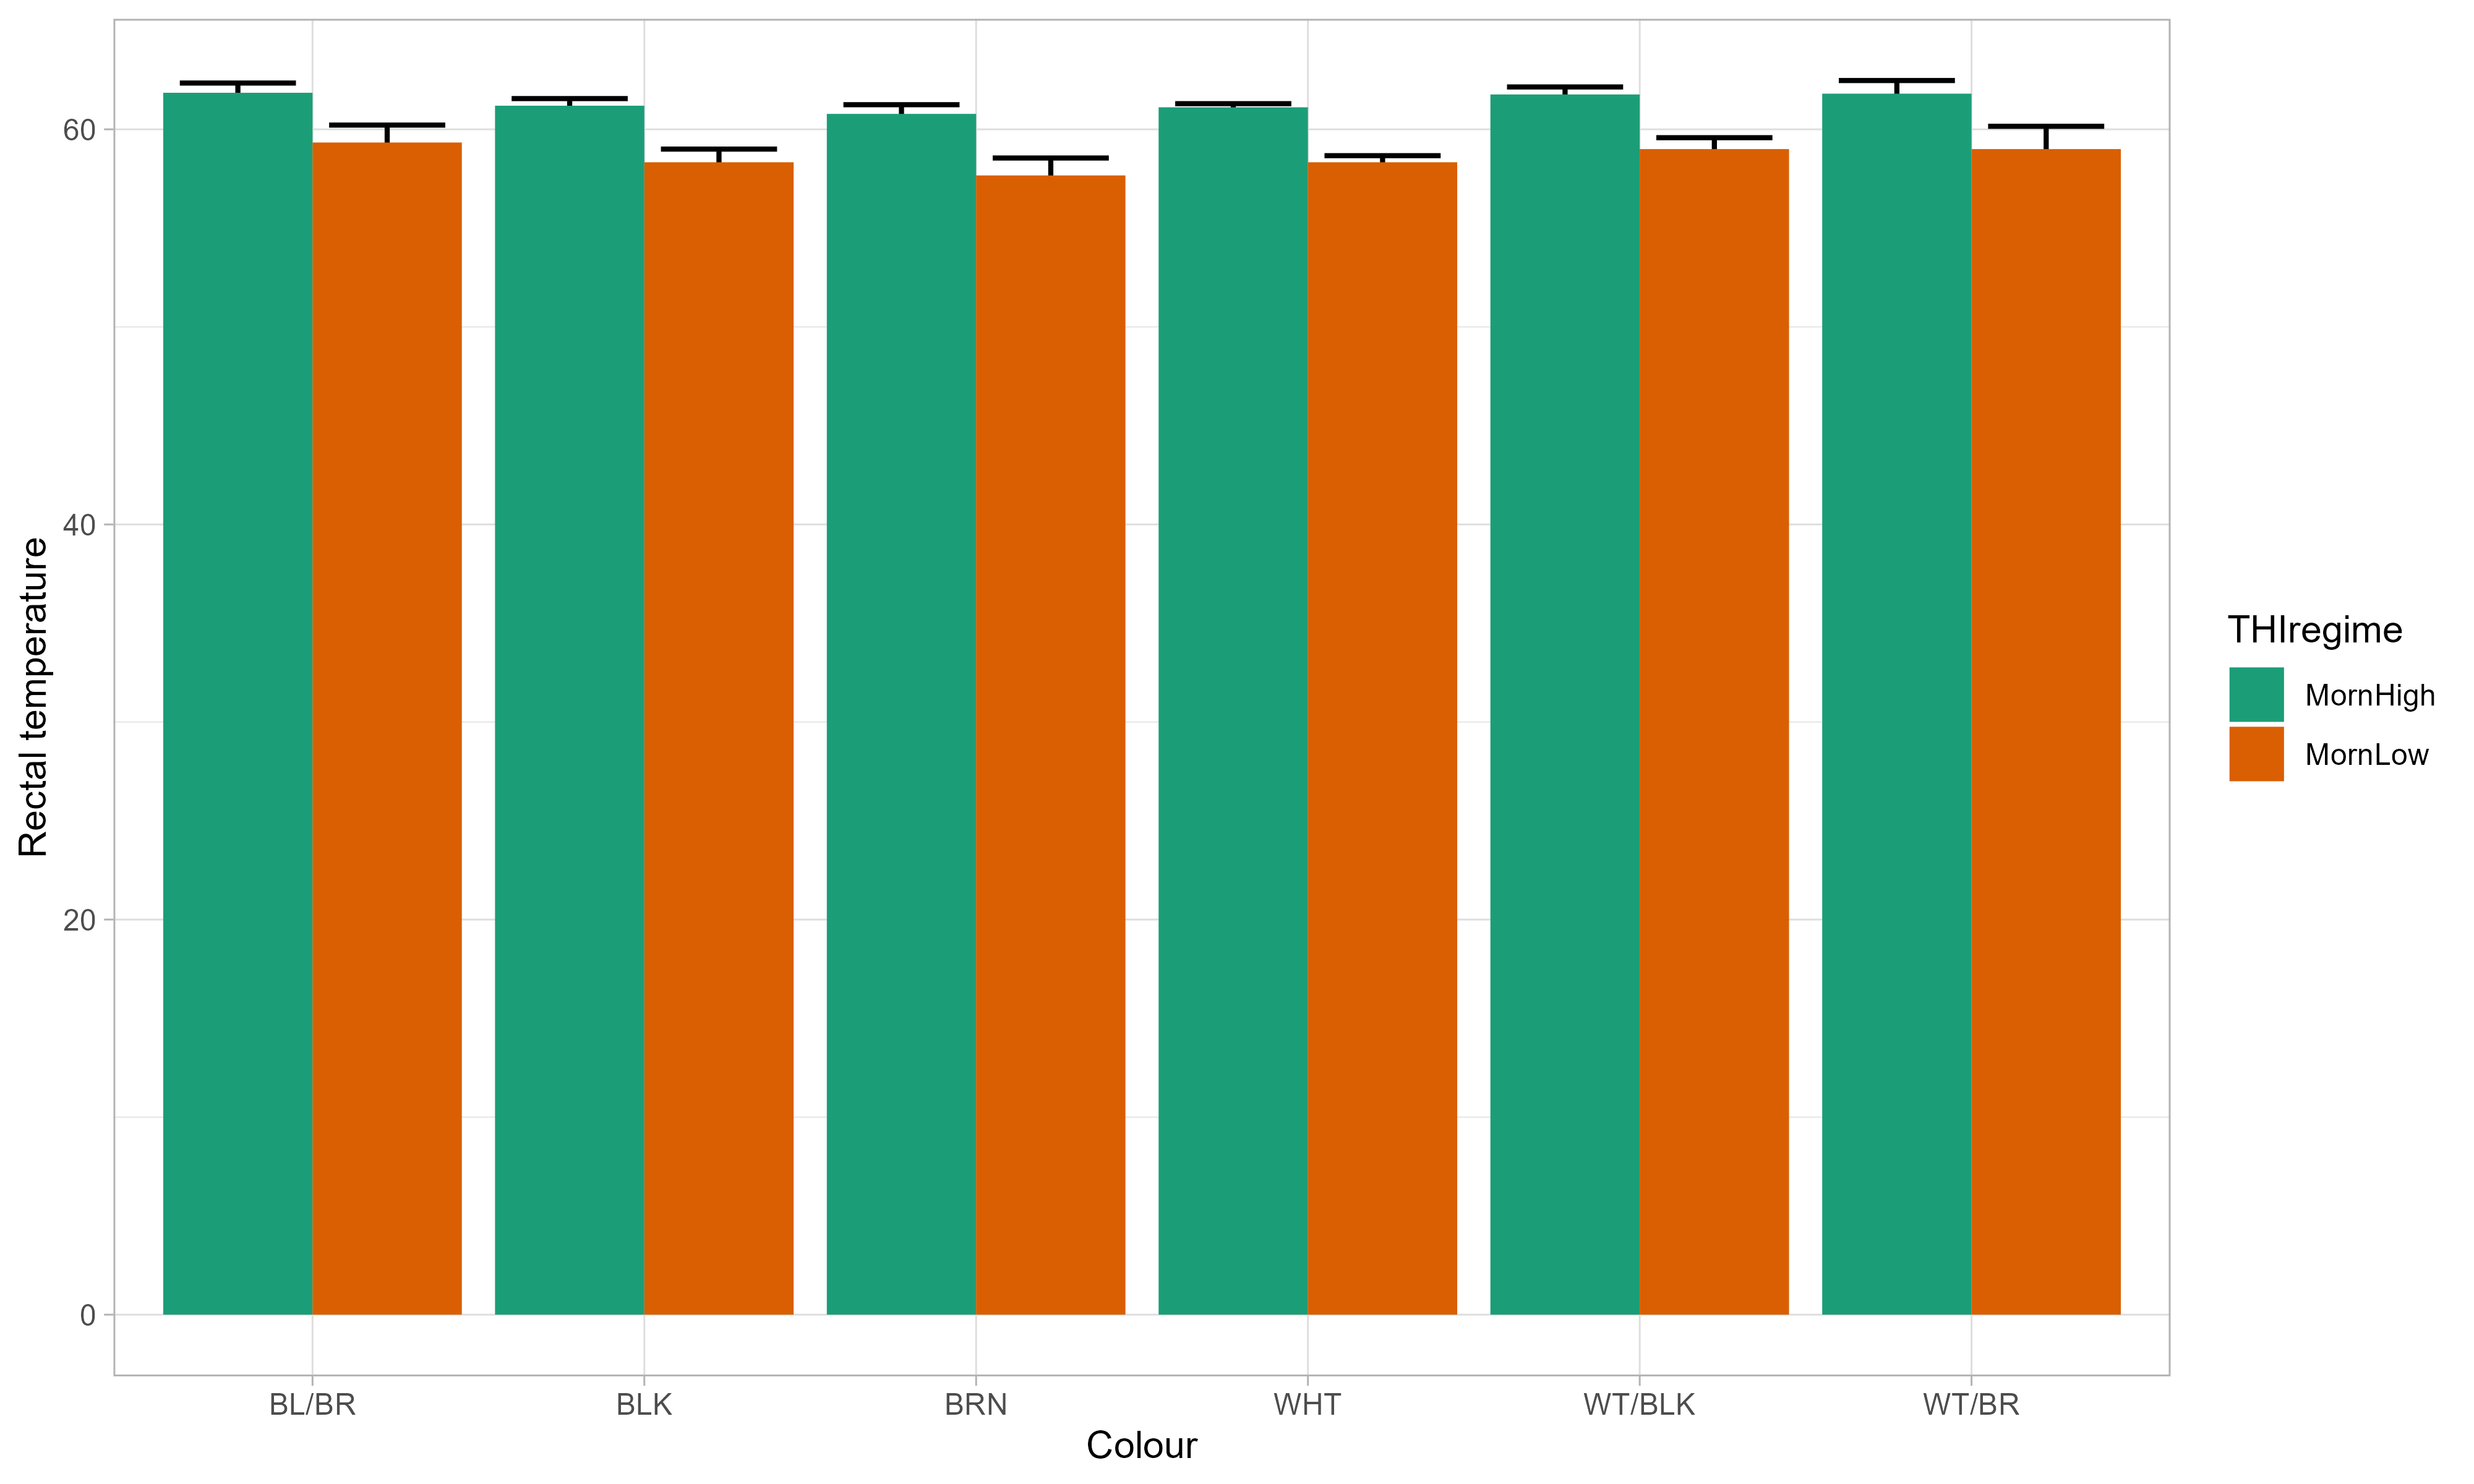 60
40
20
0
Rectal temperature
BL/BR BLK BRN WHT WT/BLK WT/BR
Colour
THIregime
MornHigh
MornLow